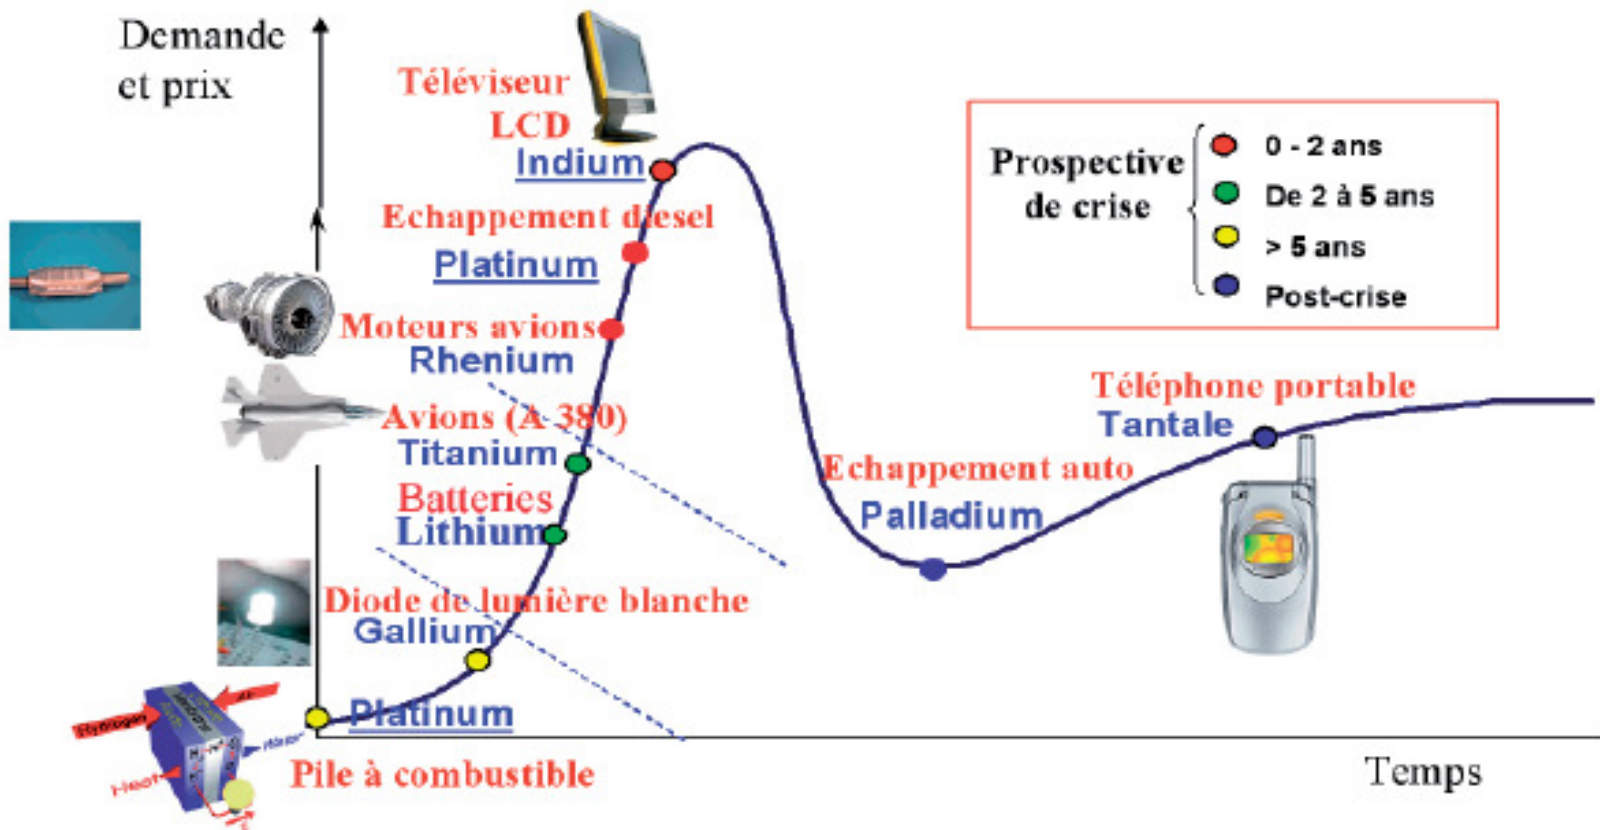 Demande
et prix
Téléviseur
LCD
Indium
Echappement diesel
Platinum
Moteurs avions
Rhenium
Avions (A 380)
Titanium
Batteries
Lithium
Diode de lumière blanche
Gallium
Platinum
Pile à combustible
Hydrogen
Heat
Prospective
de crise
0 - 2 ans
De 2 à 5 ans
> 5 ans
Post-crise
Téléphone portable
Tantale
Echappement auto
Palladium
Temps